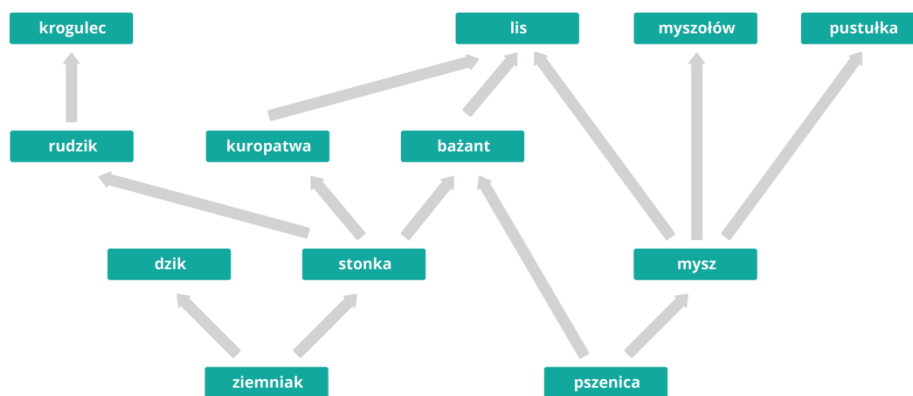 krogulec
lis
myszołów
pustułka
rudzik
kuropatwa
bażant
dzik
stonka
mysz
ziemniak
pszenica